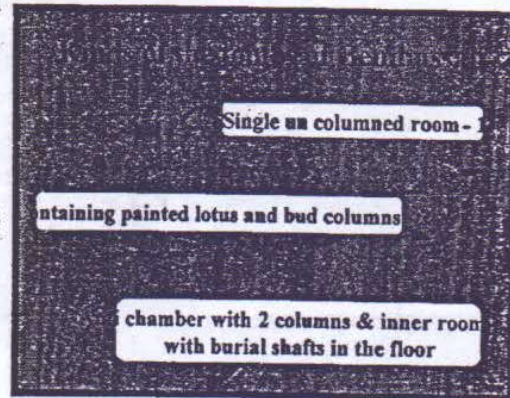 Single un columned room -
ntaining painted lotus and bud columns
chamber with 2 columns & inner room
with burial shafts in the floor